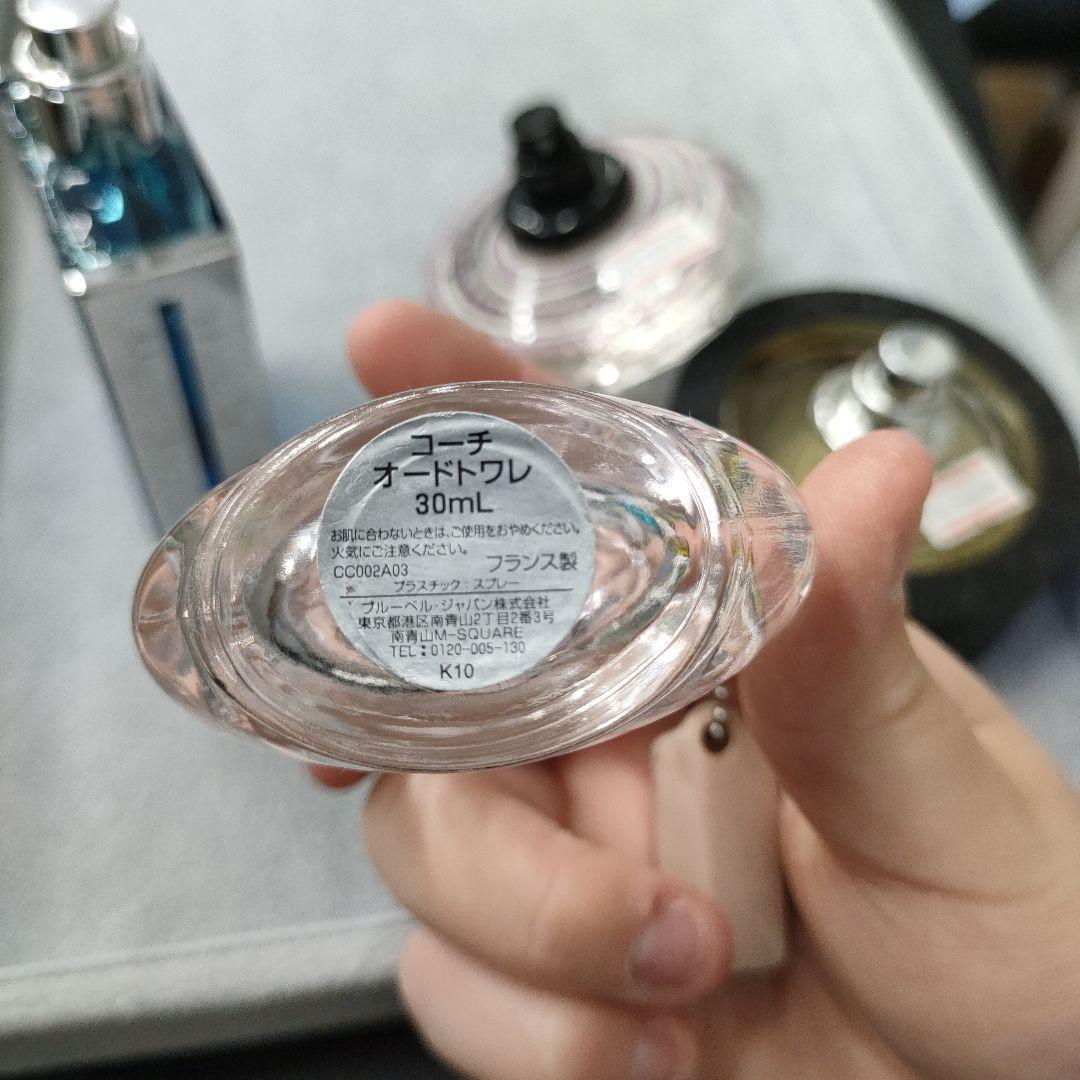 コーチ
オードトワレ
30mL
お肌に合わないときは、ご使用をおやめください。
火気にご注意ください。
CC002A03 フランス製
プラスチック：スプレー
ブルーベル・ジャパン株式会社
東京都港区南青山2丁目2番3号
南青山M-SQUARE
TEL：0120-005-130
K10